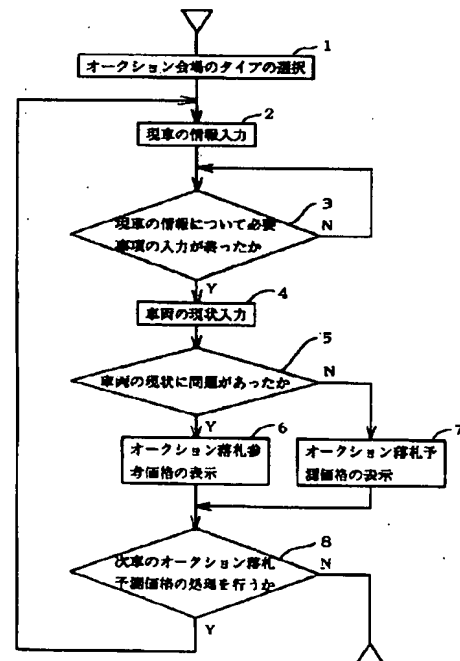 1
オークション会場のタイプの選択
2
現車の情報入力
3
現車の情報について必要
事項の入力が終ったか
N
Y
4
車両の現状入力
5
車両の現状に問題があったか
N
Y
6
オークション落札参
考価格の表示
7
オークション落札予
測価格の表示
8
次車のオークション落札
予測価格の処理を行うか
N
Y